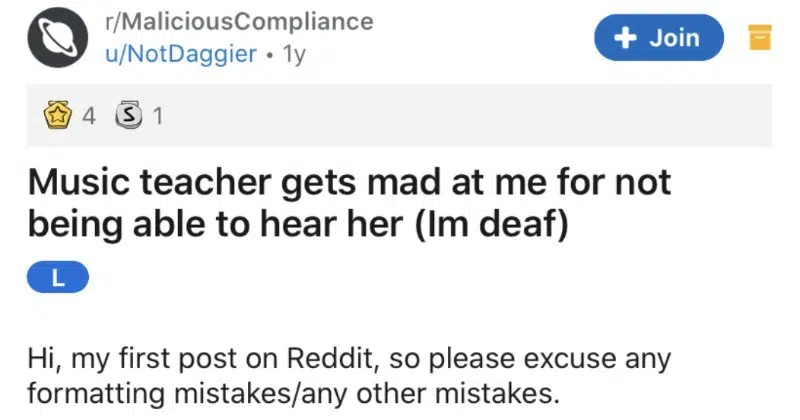 r/MaliciousCompliance
u/NotDaggier • 1y
+ Join
4 S 1
Music teacher gets mad at me for not
being able to hear her (Im deaf)
L
Hi, my first post on Reddit, so please excuse any
formatting mistakes/any other mistakes.